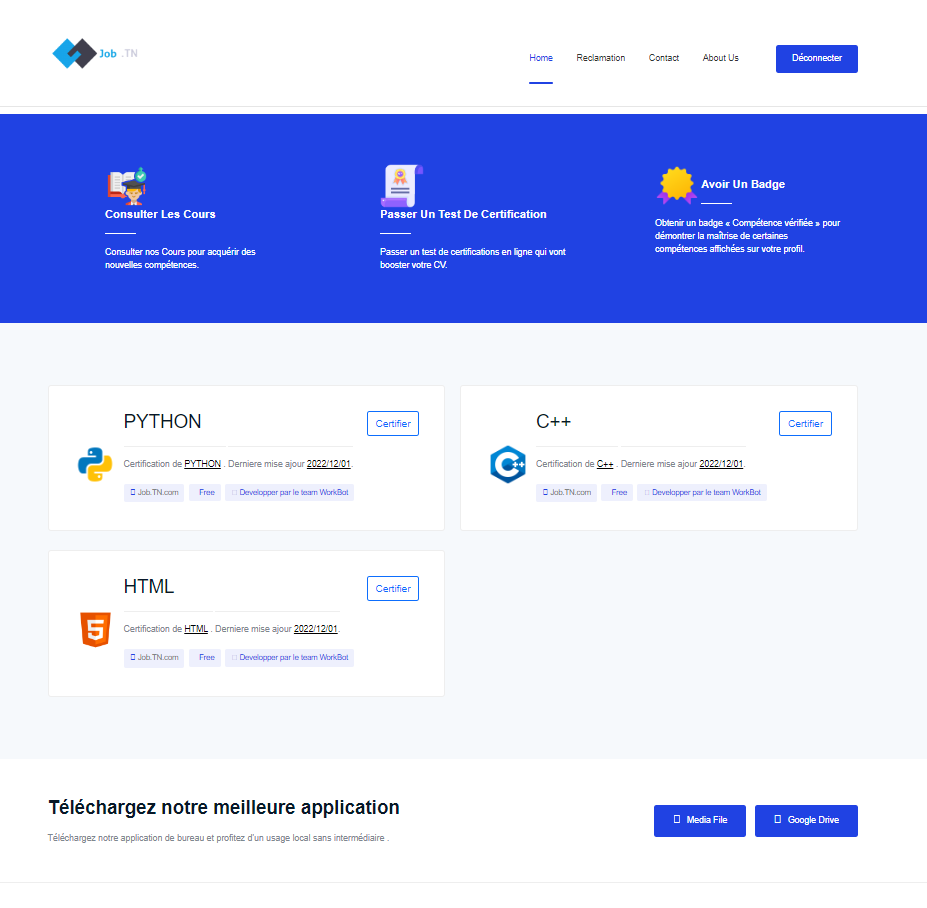 Job .TN
Home Reclamation Contact About Us Déconnecter
Consulter Les Cours
Consulter nos Cours pour acquérir des
nouvelles compétences.
Passer Un Test De Certification
Passer un test de certifications en ligne qui vont
booster votre CV.
Avoir Un Badge
Obtenir un badge « Compétence vérifiée » pour
démontrer la maîtrise de certaines
compétences affichées sur votre profil.
PYTHON
Certifier
Certification de PYTHON . Derniere mise ajour 2022/12/01.
Job.TN.com Free Developper par le team WorkBot
C++
Certifier
Certification de C++ . Derniere mise ajour 2022/12/01.
Job.TN.com Free Developper par le team WorkBot
HTML
Certifier
Certification de HTML . Derniere mise ajour 2022/12/01.
Job.TN.com Free Developper par le team WorkBot
Téléchargez notre meilleure application
Téléchargez notre application de bureau et profitez d'un usage local sans intermédiaire .
Media File
Google Drive